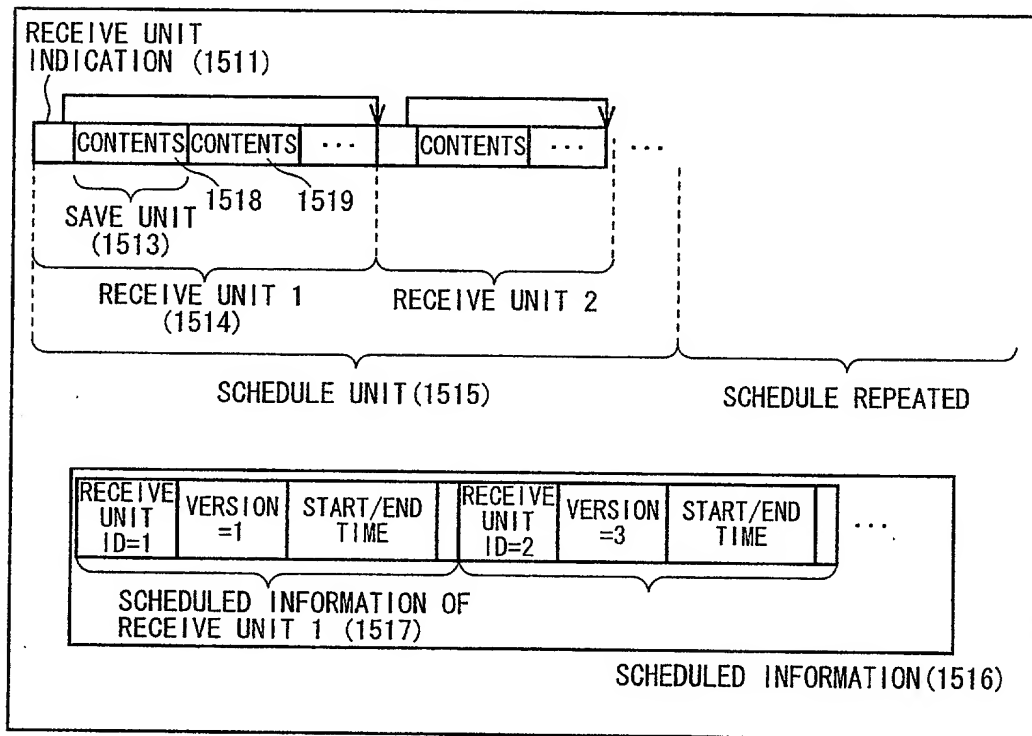 RECEIVE UNIT
INDICATION (1511)
CONTENTS CONTENTS ··· CONTENTS ··· ···
1518 1519
SAVE UNIT
(1513)
RECEIVE UNIT 1
(1514)
RECEIVE UNIT 2
SCHEDULE UNIT(1515)
SCHEDULE REPEATED
RECEIVE
UNIT
ID=1
VERSION
=1
START/END
TIME
RECEIVE
UNIT
ID=2
VERSION
=3
START/END
TIME
···
SCHEDULED INFORMATION OF
RECEIVE UNIT 1 (1517)
SCHEDULED INFORMATION(1516)